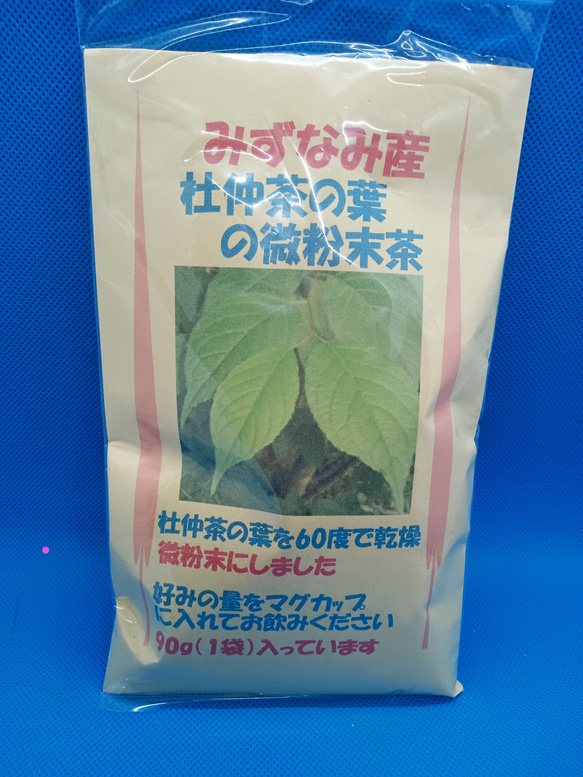 みずなみ産
杜仲茶の葉
の微粉末茶
杜仲茶の葉を60度で乾燥
微粉末にしました
好みの量をマグカップ
に入れてお飲みください
90g(1袋)入っています